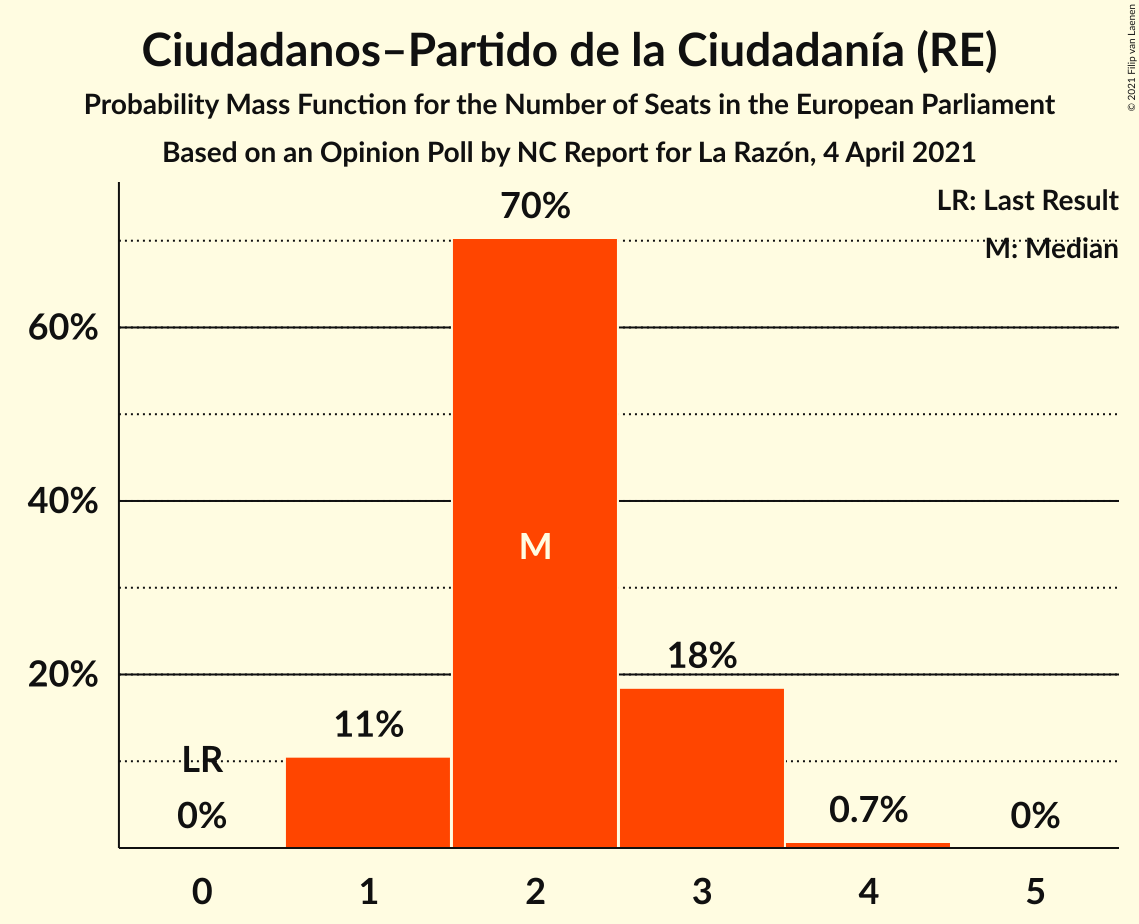 © 2021 Filip van Laenen
Ciudadanos–Partido de la Ciudadanía (RE)
Probability Mass Function for the Number of Seats in the European Parliament
Based on an Opinion Poll by NC Report for La Razón, 4 April 2021
LR: Last Result
M: Median
70%
60%
40%
M
18%
20%
11%
LR
0%
0.7%
0%
0 1 2 3 4 5